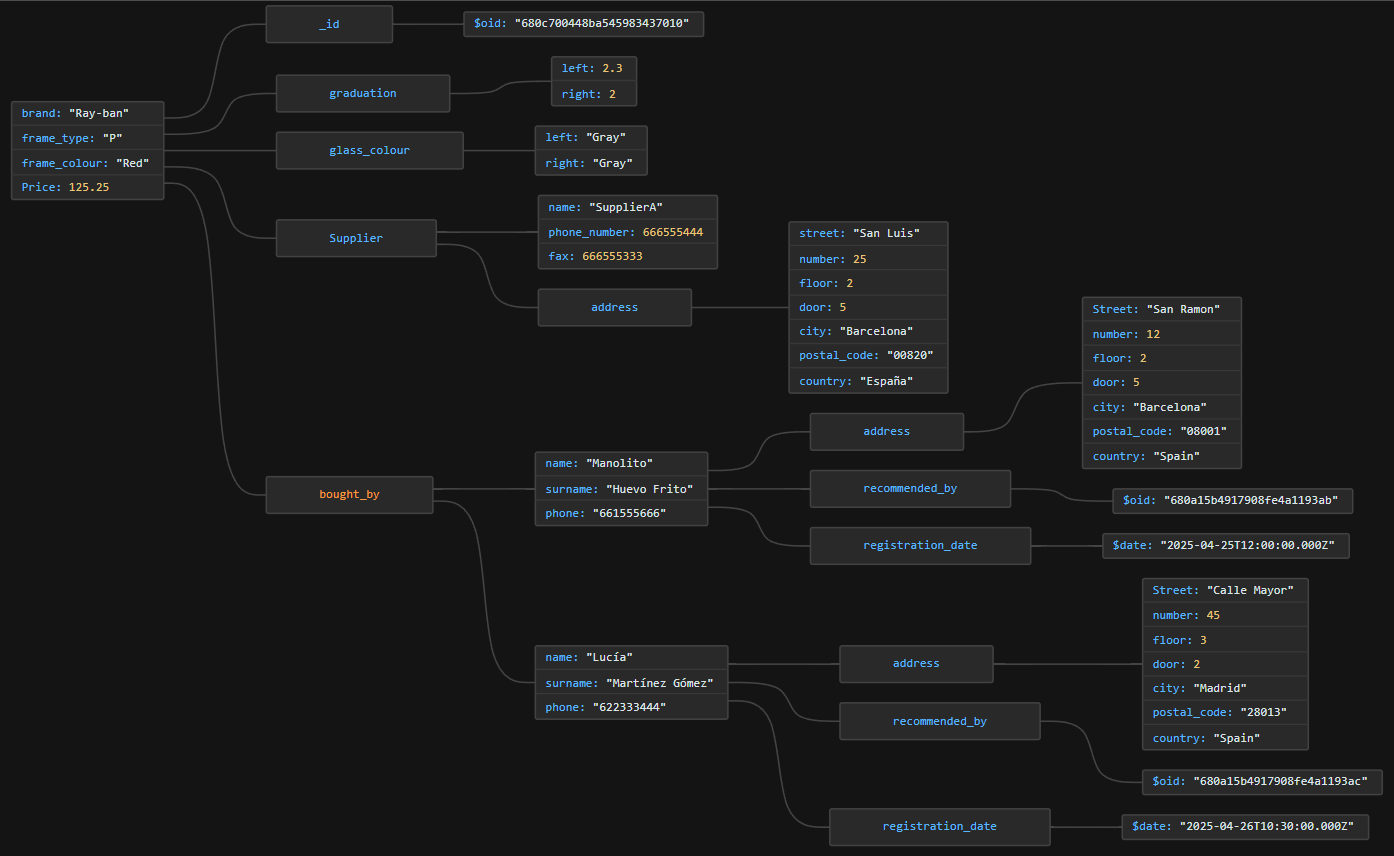 _id
$oid: "680c700448ba545983437010"
left: 2.3
right: 2
graduation
brand: "Ray-ban"
frame_type: "P"
frame_colour: "Red"
Price: 125.25
glass_colour
left: "Gray"
right: "Gray"
Supplier
name: "SupplierA"
phone_number: 666555444
fax: 666555333
address
street: "San Luis"
number: 25
floor: 2
door: 5
city: "Barcelona"
postal_code: "00820"
country: "España"
bought_by
name: "Manolito"
surname: "Huevo Frito"
phone: "661555666"
address
Street: "San Ramon"
number: 12
floor: 2
door: 5
city: "Barcelona"
postal_code: "08001"
country: "Spain"
recommended_by
$oid: "680a15b4917908fe4a1193ab"
registration_date
$date: "2025-04-25T12:00:00.000Z"
name: "Lucía"
surname: "Martínez Gómez"
phone: "622333444"
address
Street: "Calle Mayor"
number: 45
floor: 3
door: 2
city: "Madrid"
postal_code: "28013"
country: "Spain"
recommended_by
$oid: "680a15b4917908fe4a1193ac"
registration_date
$date: "2025-04-26T10:30:00.000Z"